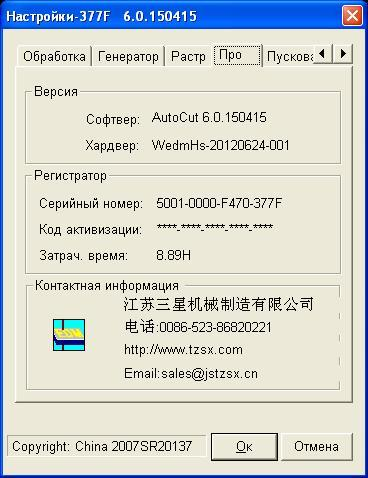 Настройки-377F 6.0.150415
Обработка Генератор Растр Про Пускова
Версия
Софтвер: AutoCut 6.0.150415
Хардвер: WedmHs-20120624-001
Регистратор
Серийный номер: 5001-0000-F470-377F
Код активизации: ****-****-****-****-****
Затрач. время: 8.89H
Контактная информация
江苏三星机械制造有限公司
电话:0086-523-86820221
http://www.tzsx.com
Email:sales@jstzsx.cn
EDM
Copyright: China 2007SR20137 Ок Отмена